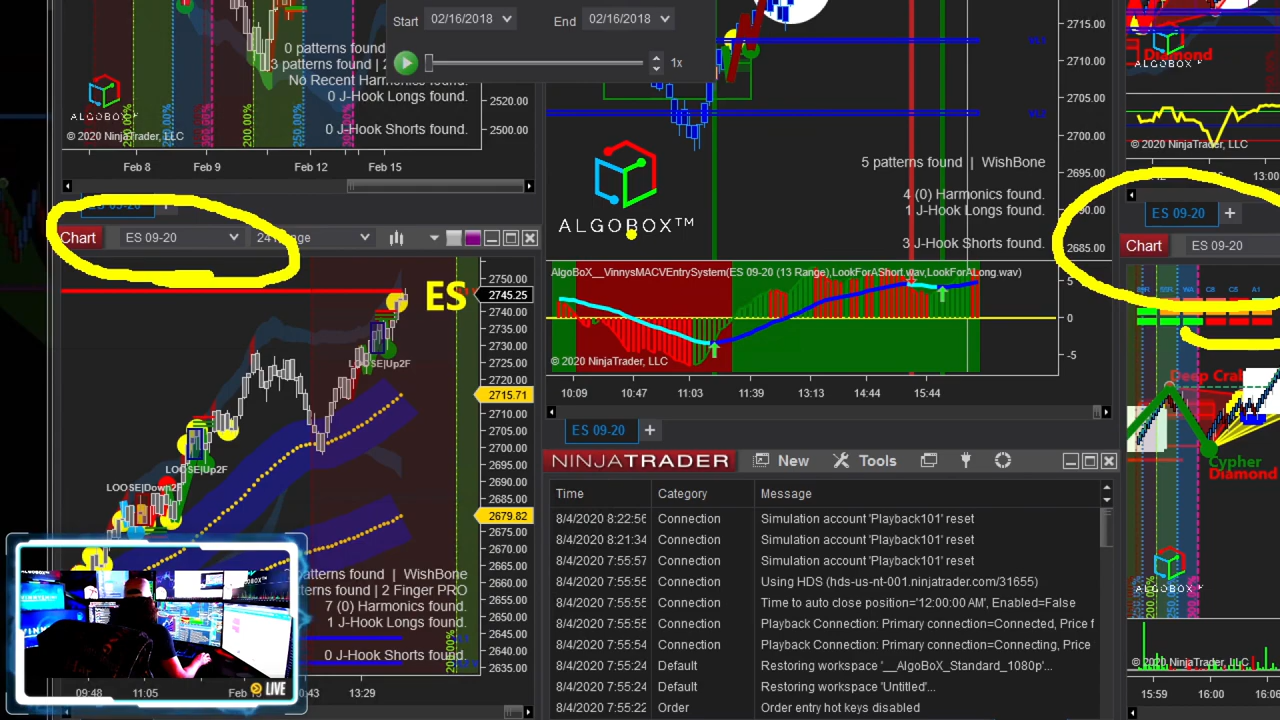 Start 02/16/2018 End 02/16/2018
1x
0 patterns found
3 patterns found | 2
No Recent Harm
0 J-Hook Longs found.
0 J-Hook Shorts found.
ALGOBOX
© 2020 NinjaTrader, LLC
2520.00
2500.00
Feb 8 Feb 9 Feb 12 Feb 15
ES 09-20 +
Chart ES 09-20
2750.00
2745.25
2740.00
2735.00
2730.00
2725.00
2720.00
2715.71
2710.00
2705.00
2700.00
2695.00
2690.00
2685.00
2679.82
2675.00
2670.00
2665.00
2660.00
2655.00
2650.00
2645.00
2640.00
2635.00
ES
LOOSE|Up2F
LOOSE|Up2F
LOOSE|Down2F
patterns found | WishBone
2 Finger PRO
7 (0) Harmonics found.
1 J-Hook Longs found.
0 J-Hook Shorts found.
200.00%
09:48 11:05 13:29
LIVE
2715.00
2710.00
2705.00
2700.00
2695.00
2690.00
2685.00
5 patterns found | WishBone
4 (0) Harmonics found.
1 J-Hook Longs found.
3 J-Hook Shorts found.
ALGOBOX™
AlgoBoX__VinnysMACVEntrySystem(ES 09-20 (13 Range),LookForAShort.wav,LookForALong.wav)
5
0
-5
© 2020 NinjaTrader, LLC
10:09 10:47 11:03 11:39 13:13 14:44 15:44
ES 09-20 +
NINJATRADER New Tools
Time Category Message
8/4/2020 8:22:56 Connection Simulation account 'Playback101' reset
8/4/2020 8:21:34 Connection Simulation account 'Playback101' reset
8/4/2020 7:55:57 Connection Simulation account 'Playback101' reset
8/4/2020 7:55:55 Connection Using HDS (hds-us-nt-001.ninjatrader.com/31655)
8/4/2020 7:55:55 Connection Time to auto close position='12:00:00 AM', Enabled=False
8/4/2020 7:55:55 Connection Playback Connection: Primary connection=Connected, Price f
8/4/2020 7:55:54 Connection Playback Connection: Primary connection=Connecting, Price
8/4/2020 7:55:24 Default Restoring workspace '__AlgoBoX_Standard_1080p'...
8/4/2020 7:55:24 Default Restoring workspace 'Untitled'...
8/4/2020 7:55:22 Order Order entry hot keys disabled
Diamond
ALGOBOX
© 2020 NinjaTrader, LLC
13:00
ES 09-20 +
Chart ES 09-20
Deep Crab
Cypher
Diamond
ALGOBOX
© 2020 NinjaTrader, LLC
15:59 16:00 16:06